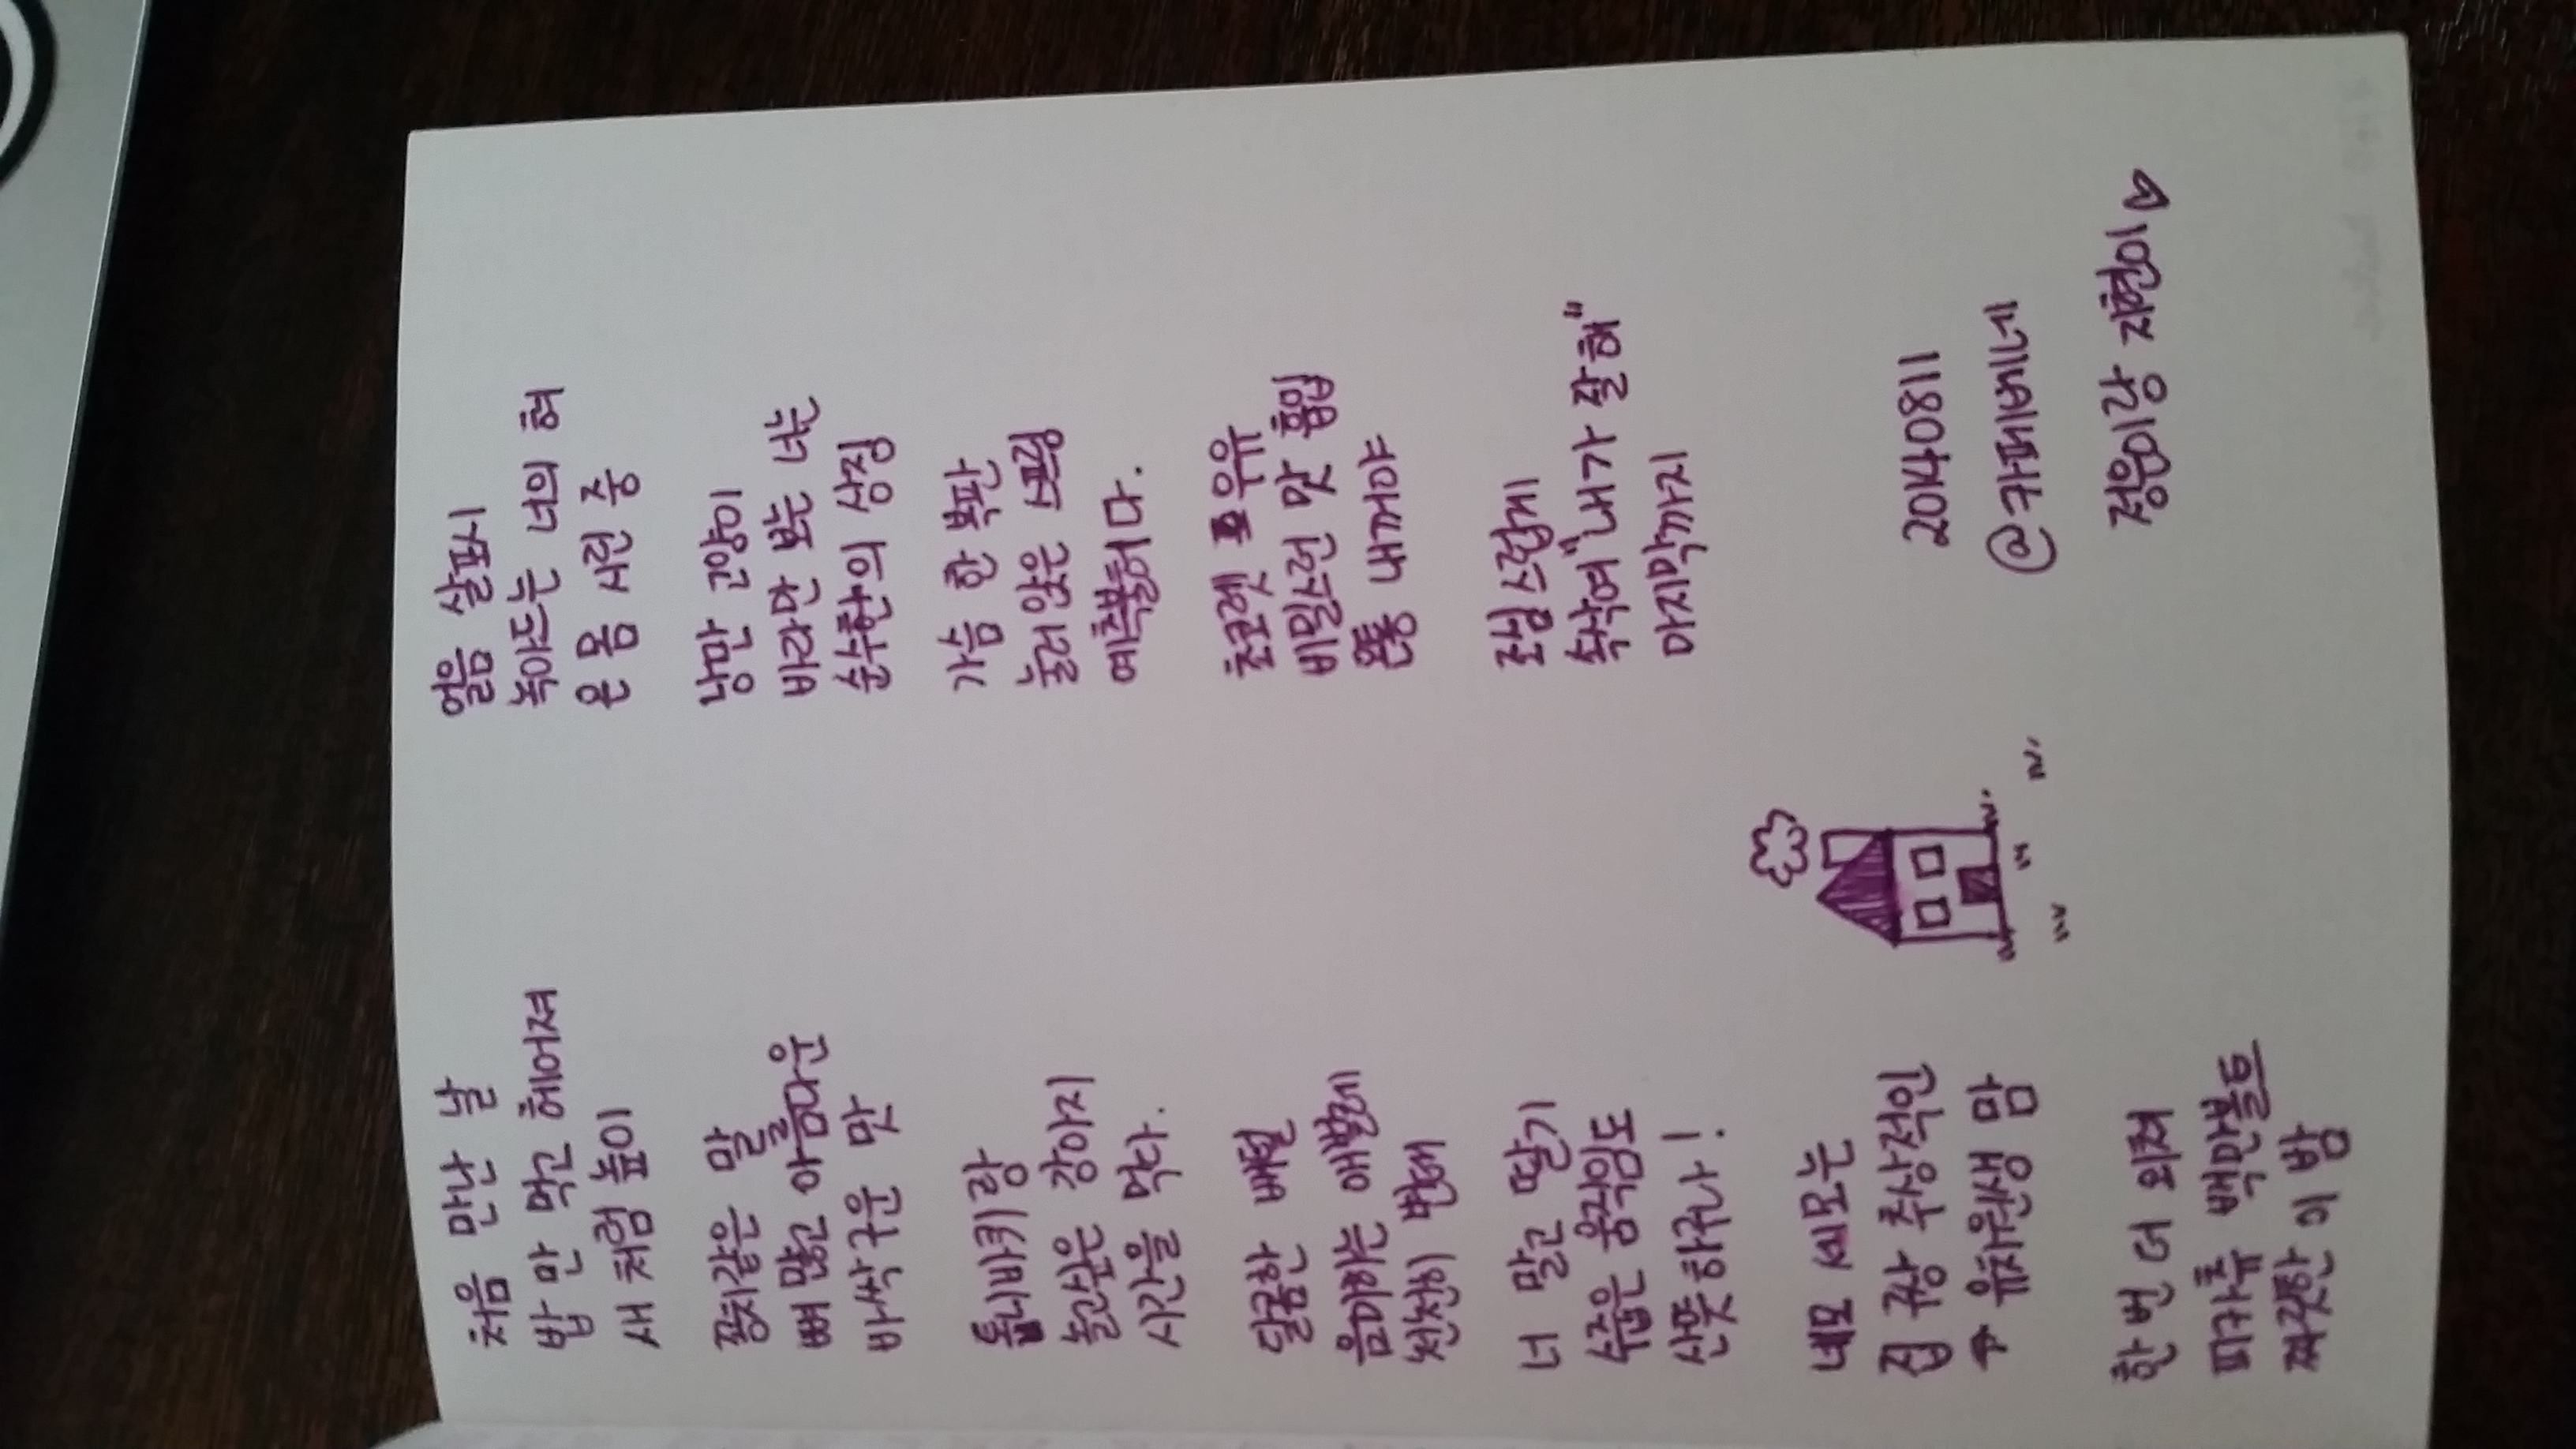 처음 만난 날
밥 만 먹고 헤어져
새 처럼 높이
꽁치같은 말
뼈 많고 아름다운
바싹구운 맛
톱니바퀴랑
놀고싶은 강아지
시간을 먹다.
달콤한 빼털
음미하는 애벌레
천천히 번데
너 말고 딸기
수줍은 움직임도
산뜻하구나!
네모 세모는
집 구상 추상적인
유치원생 맘
한 번 더 외쳐
피카츄 백만볼트
짜릿한 이 밤
얼음 살포시
녹아드는 너의 혀
온 몸 시린 중
낭만 고양이
바라만 보는 너는
순수한의 상징
가슴 한 복판
눌러 앉은 스프링
예측불허다.
초코렛 우유
비밀스런 맛 흡입
온통 내꺼야
조심스럽게
속삭여 "내가 잘해"
마지막까지
20140811
@카페베네
정은이랑 지현이♡